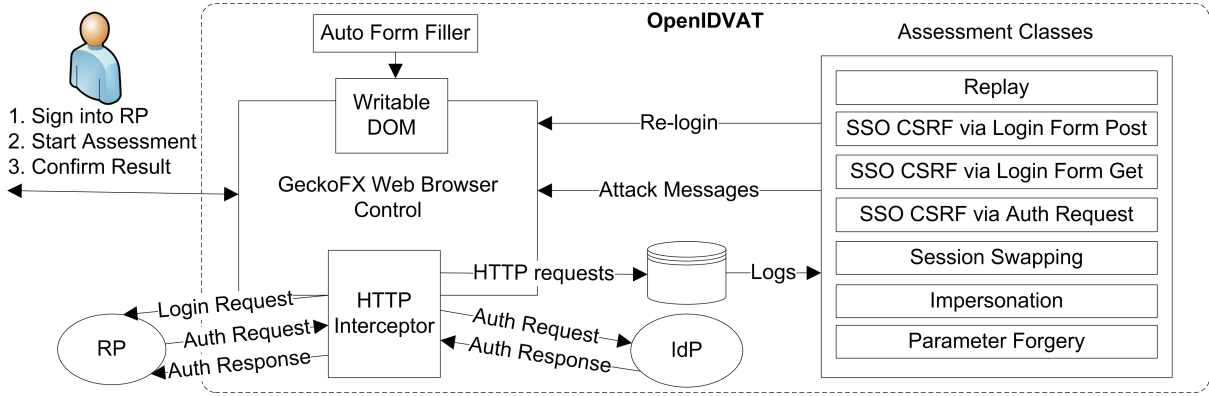 OpenIDVAT
1. Sign into RP
2. Start Assessment
3. Confirm Result
Auto Form Filler
Writable
DOM
GeckoFX Web Browser
Control
HTTP
Interceptor
Login Request
Auth Request
Auth Response
RP
Re-login
Attack Messages
HTTP requests
Logs
Auth Request
Auth Response
IdP
Assessment Classes
Replay
SSO CSRF via Login Form Post
SSO CSRF via Login Form Get
SSO CSRF via Auth Request
Session Swapping
Impersonation
Parameter Forgery